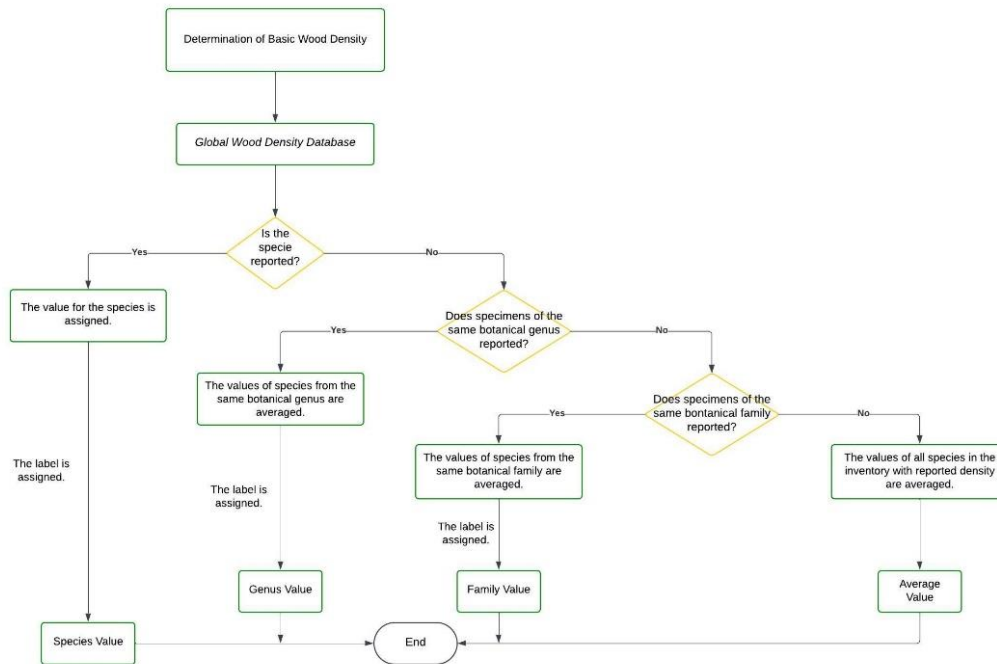 Determination of Basic Wood Density
Global Wood Density Database
Is the
specie
reported?
Yes
No
The value for the species is
assigned.
Does specimens of the
same botanical genus
reported?
Yes
No
The values of species from the
same botanical genus are
averaged.
Does specimens of the
same bontanical family
reported?
Yes
No
The label is
assigned.
The values of species from the
same botanical family are
averaged.
The values of all species in the
inventory with reported density
are averaged.
The label is
assigned.
The label is
assigned.
Genus Value
Family Value
Average
Value
Species Value
End